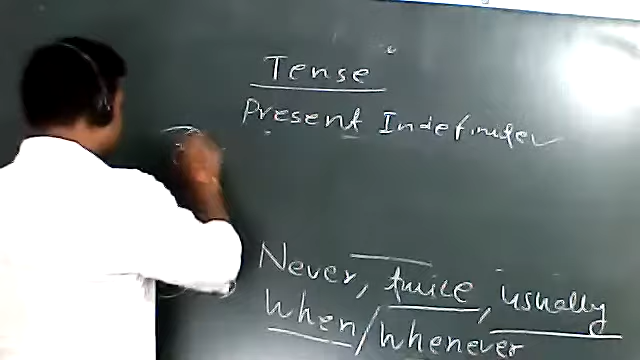 Tense
Present Indefinite
Never, twice, usually
When/Whenever